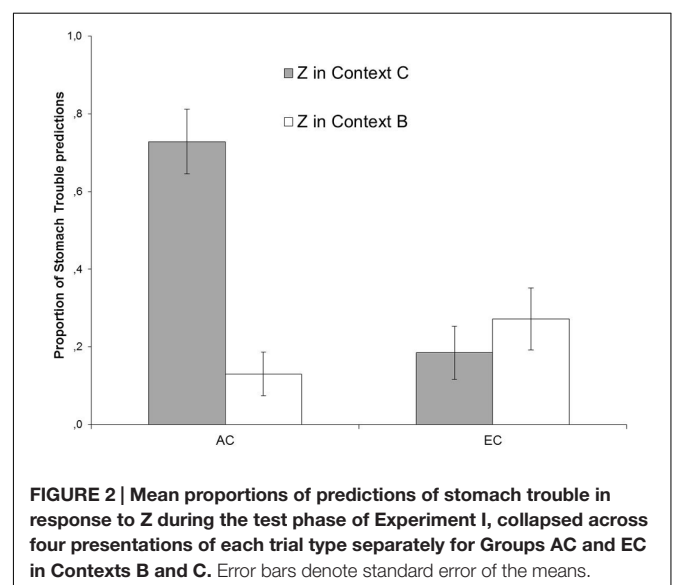 1,0
,8
,6
,4
,2
,0
Proportion of Stomach Trouble predictions
Z in Context C
Z in Context B
AC
EC
FIGURE 2 | Mean proportions of predictions of stomach trouble in
response to Z during the test phase of Experiment I, collapsed across
four presentations of each trial type separately for Groups AC and EC
in Contexts B and C. Error bars denote standard error of the means.